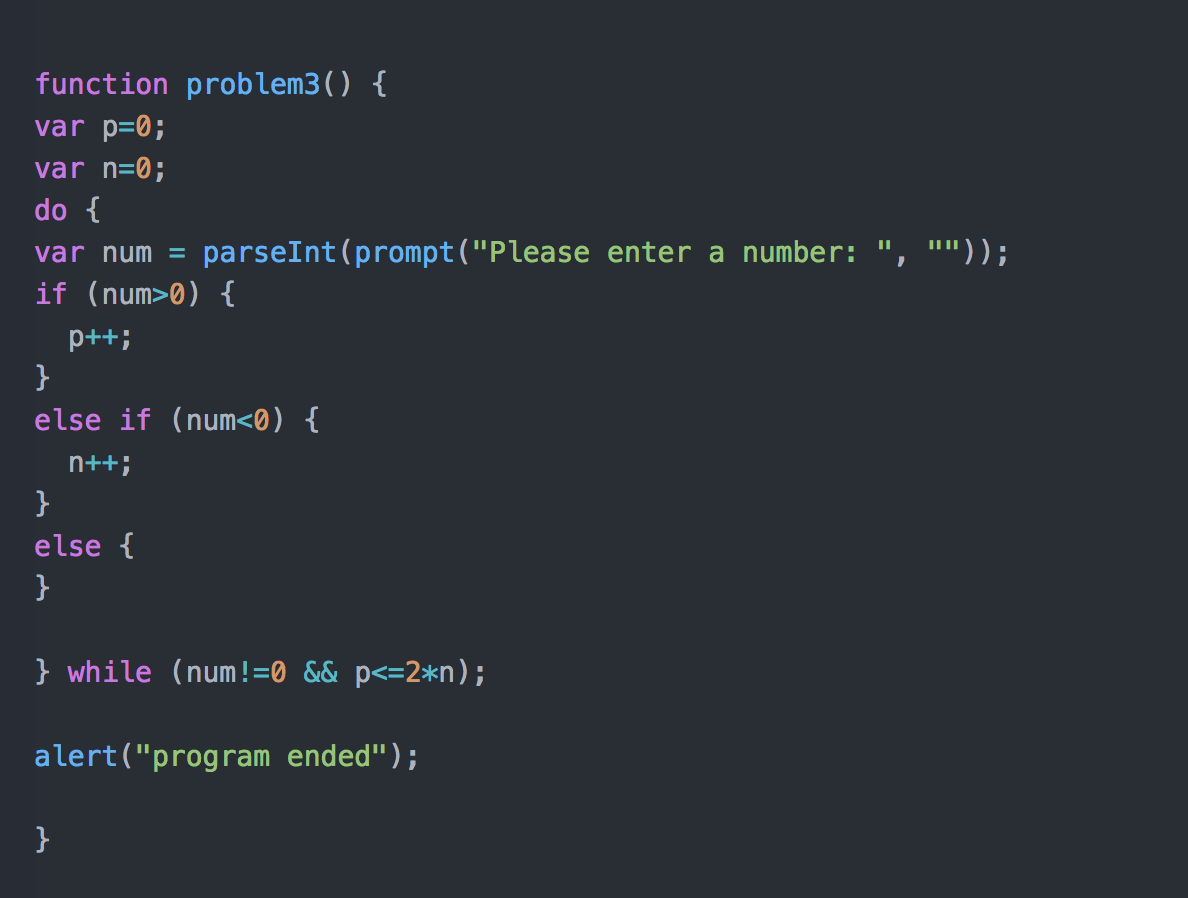 function problem3() {
var p=0;
var n=0;
do {
var num = parseInt(prompt("Please enter a number: ", ""));
if (num>0) {
  p++;
}
else if (num<0) {
  n++;
}
else {
}
} while (num!=0 && p<=2*n);
alert("program ended");
}